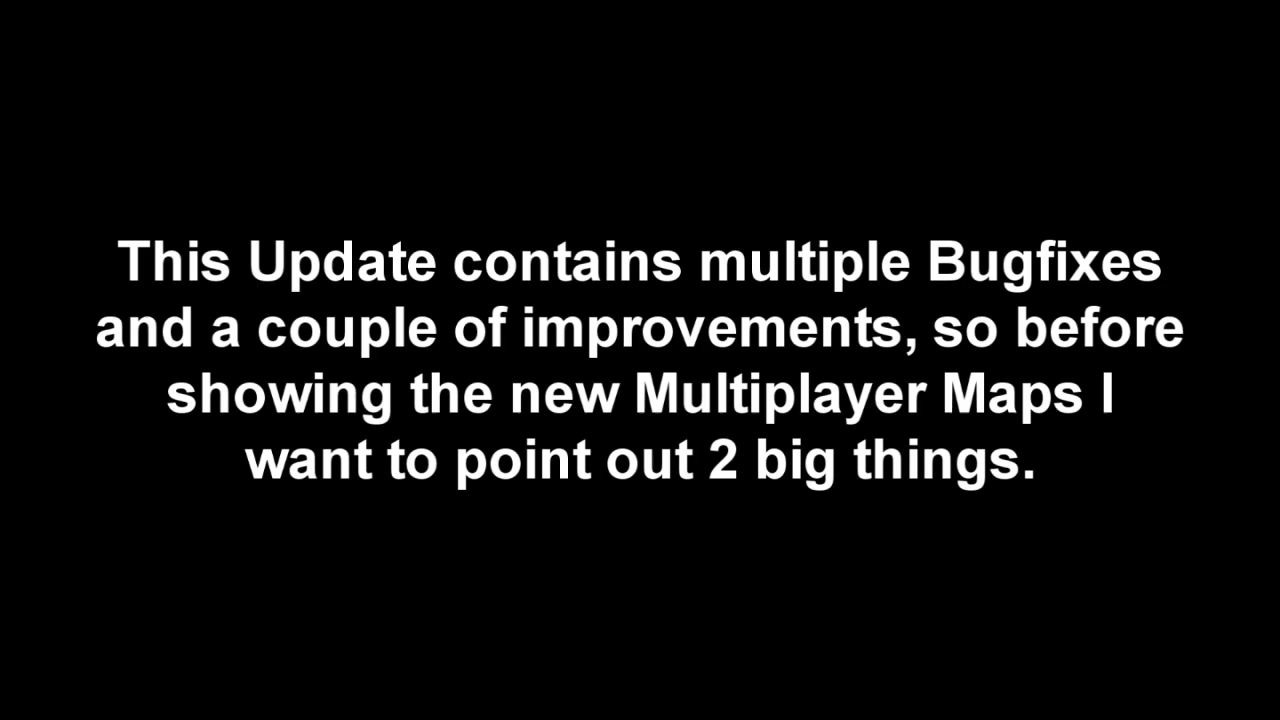 This Update contains multiple Bugfixes
and a couple of improvements, so before
showing the new Multiplayer Maps I
want to point out 2 big things.